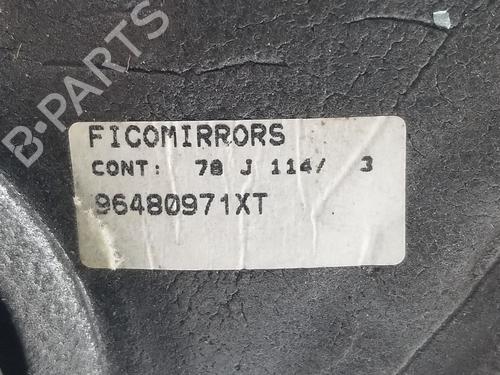 B-PARTS
FICOMIRRORS
CONT: 78 J 114/ 3
96480971XT